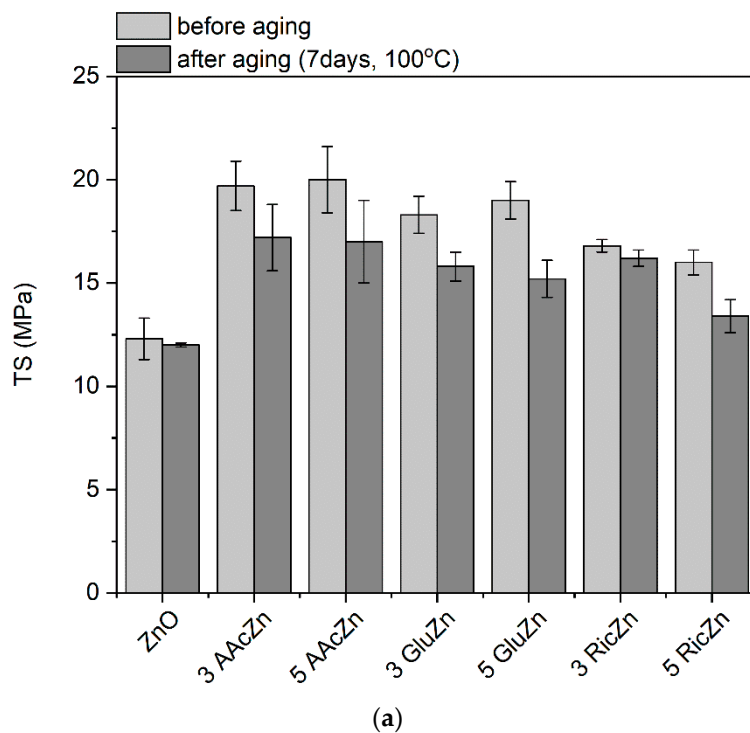 before aging
after aging (7days, 100°C)
25
20
15
10
5
0
TS (MPa)
ZnO
3 AAcZn
5 AAcZn
3 GluZn
5 GluZn
3 RicZn
5 RicZn
(a)